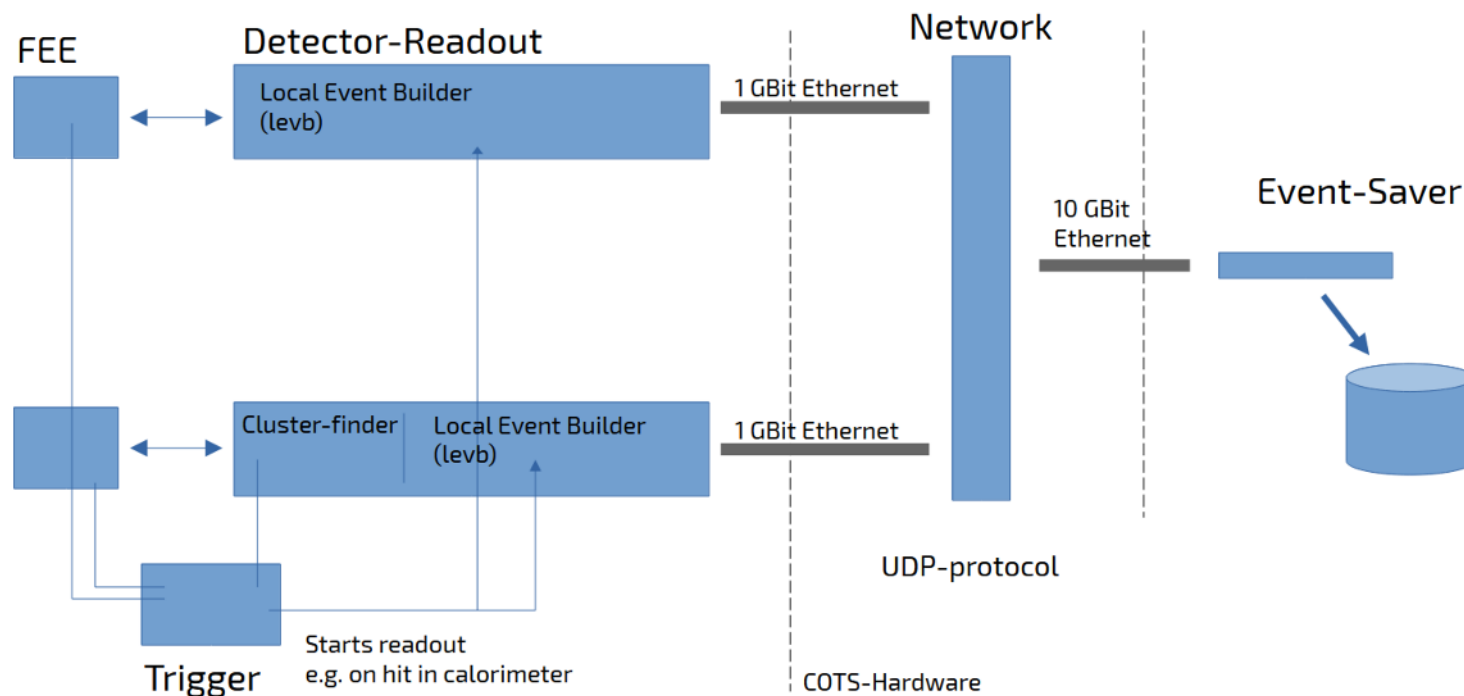 FEE
Detector-Readout
Network
Local Event Builder
(levb)
1 GBit Ethernet
10 GBit
Ethernet
Event-Saver
Cluster-finder
Local Event Builder
(levb)
1 GBit Ethernet
UDP-protocol
Trigger
Starts readout
e.g. on hit in calorimeter
COTS-Hardware